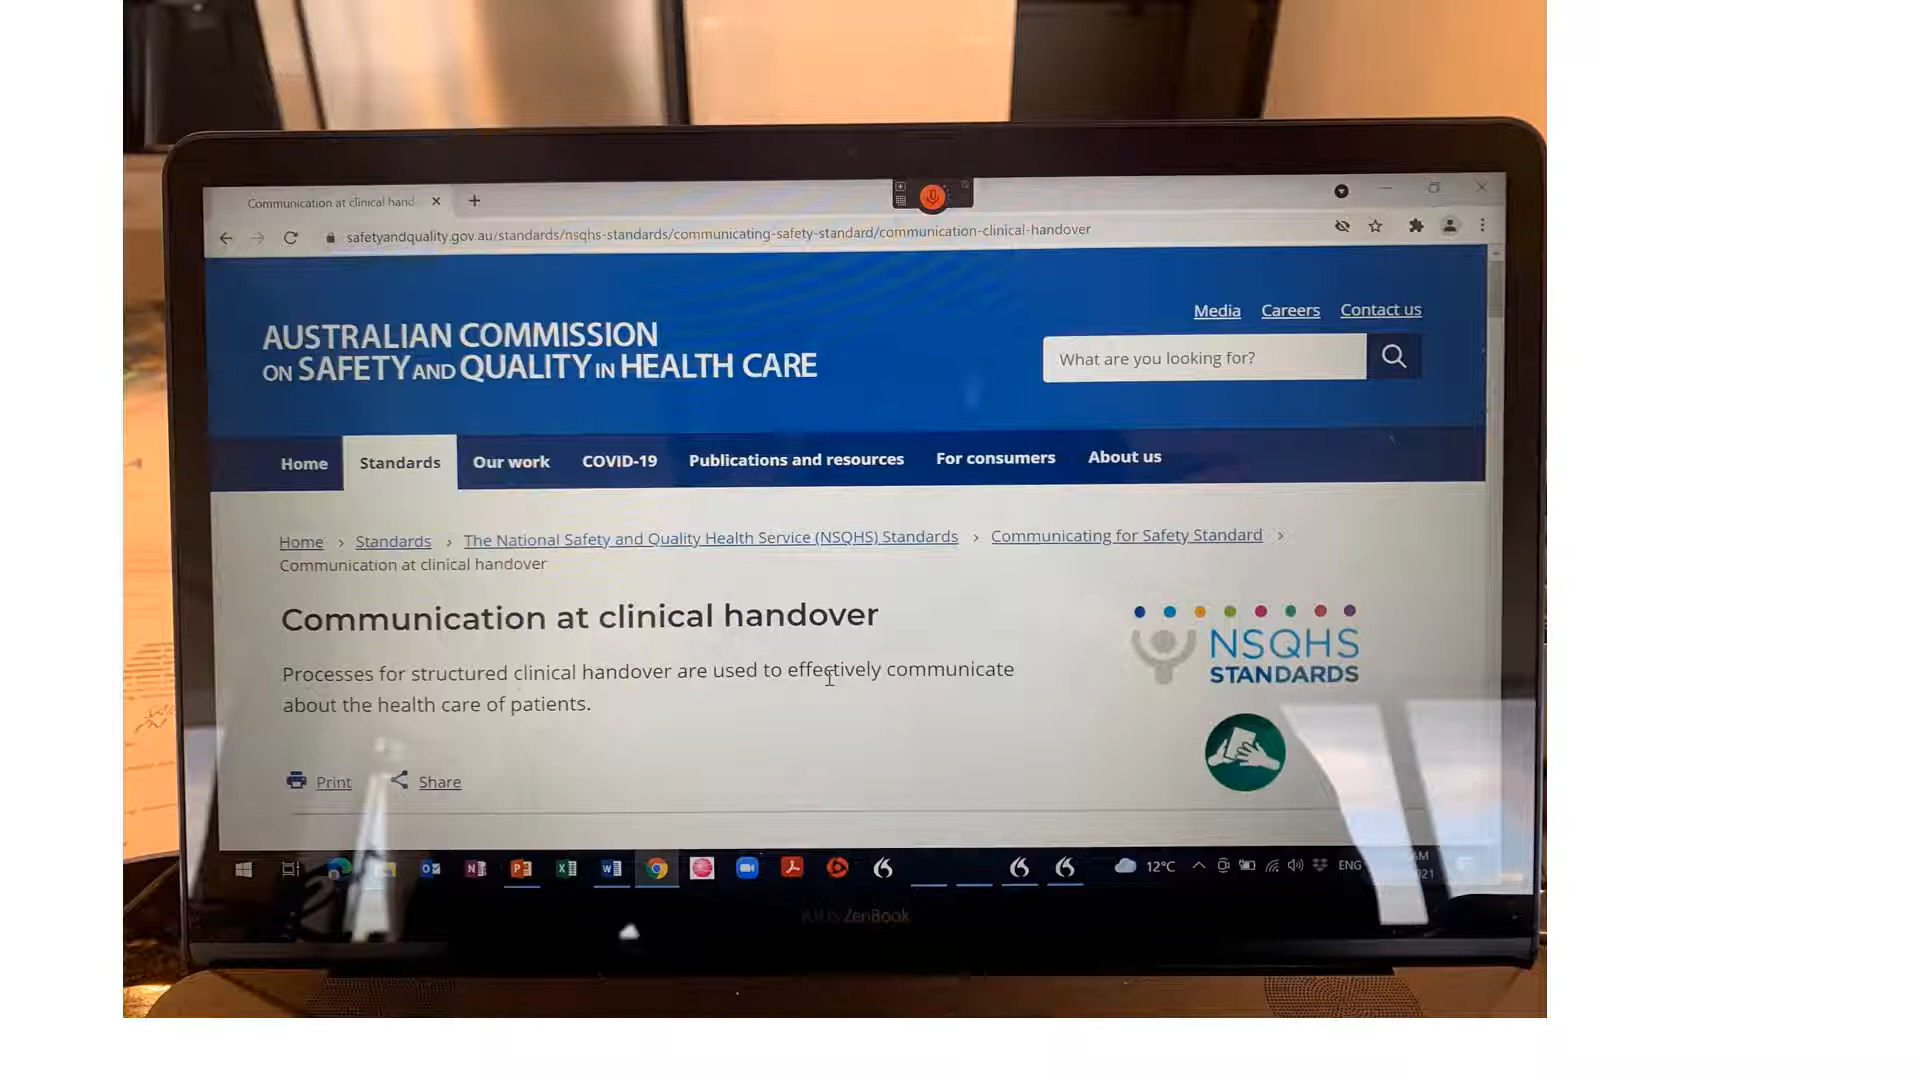 Communication at clinical hand
safetyandquality.gov.au/standards/nsqhs-standards/communicating-safety-standard/communication-clinical-handover
Media Careers Contact us
AUSTRALIAN COMMISSION
ON SAFETY AND QUALITY IN HEALTH CARE
What are you looking for?
Home Standards Our work COVID-19 Publications and resources For consumers About us
Home > Standards > The National Safety and Quality Health Service (NSQHS) Standards > Communicating for Safety Standard >
Communication at clinical handover
Communication at clinical handover
NSQHS
STANDARDS
Processes for structured clinical handover are used to effectively communicate
about the health care of patients.
Print Share
12°C ENG
ZenBook